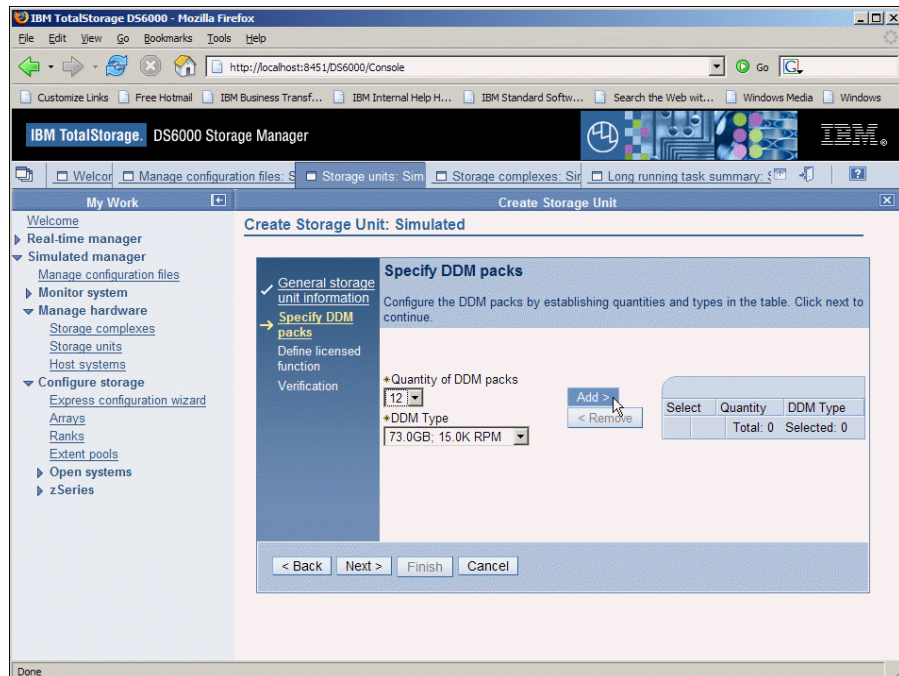 IBM TotalStorage DS6000 - Mozilla Firefox
File Edit View Go Bookmarks Tools Help
http://localhost:8451/DS6000/Console
Go
G
Customize Links Free Hotmail IBM Business Transf... IBM Internal Help H... IBM Standard Softw... Search the Web wit... Windows Media Windows
IBM TotalStorage. DS6000 Storage Manager
IBM
Welcor Manage configuration files: S Storage units: Sim Storage complexes: Sir Long running task summary: S ?
My Work
Create Storage Unit
Welcome
Real-time manager
Simulated manager
Manage configuration files
Monitor system
Manage hardware
Storage complexes
Storage units
Host systems
Configure storage
Express configuration wizard
Arrays
Ranks
Extent pools
Open systems
zSeries
Create Storage Unit: Simulated
General storage
unit information
Specify DDM
packs
Define licensed
function
Verification
Specify DDM packs
Configure the DDM packs by establishing quantities and types in the table. Click next to
continue.
*Quantity of DDM packs
12
*DDM Type
73.0GB; 15.0K RPM
Add >
< Remove
Select Quantity DDM Type
Total: 0 Selected: 0
< Back Next > Finish Cancel
Done